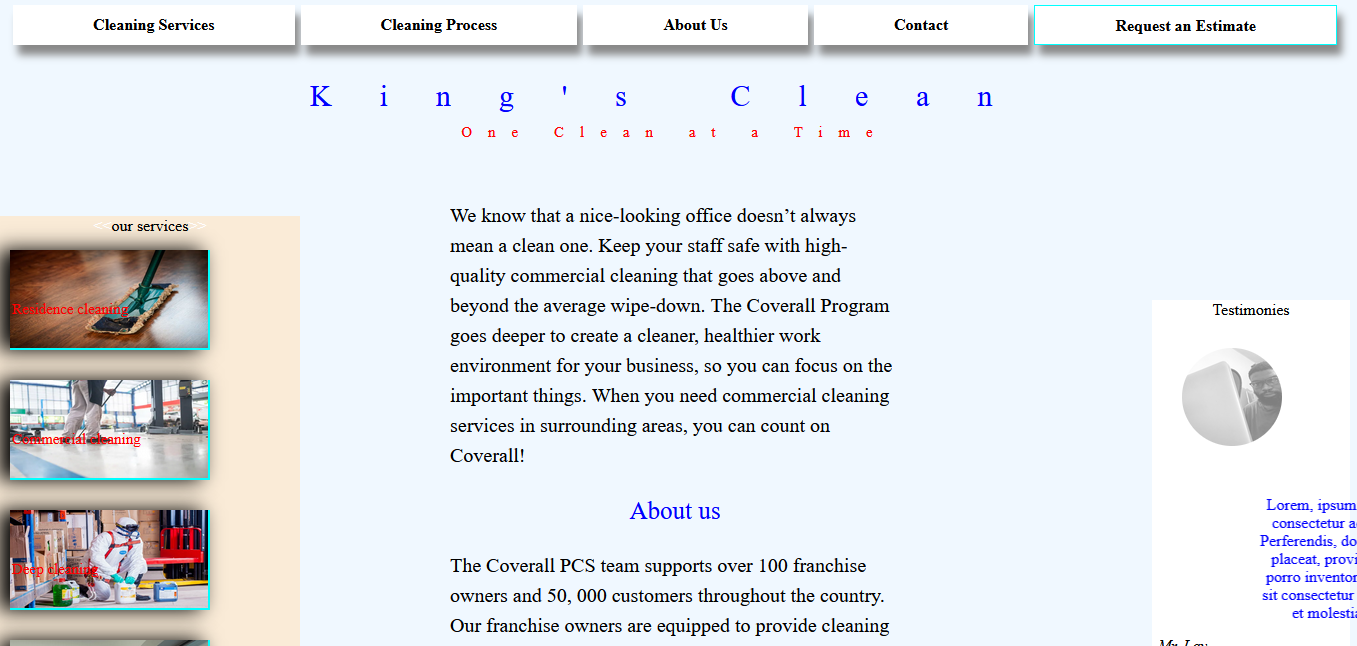 Cleaning Services
Cleaning Process
About Us
Contact
Request an Estimate
King's Clean
One Clean at a Time
<<our services>>
Residence cleaning
Commercial cleaning
Deep cleaning
We know that a nice-looking office doesn’t always
mean a clean one. Keep your staff safe with high-
quality commercial cleaning that goes above and
beyond the average wipe-down. The Coverall Program
goes deeper to create a cleaner, healthier work
environment for your business, so you can focus on the
important things. When you need commercial cleaning
services in surrounding areas, you can count on
Coverall!
About us
The Coverall PCS team supports over 100 franchise
owners and 50, 000 customers throughout the country.
Our franchise owners are equipped to provide cleaning
Testimonies
Lorem, ipsum
consectetur a
Perferendis, do
placeat, provi
porro inventor
sit consectetur
et molestia